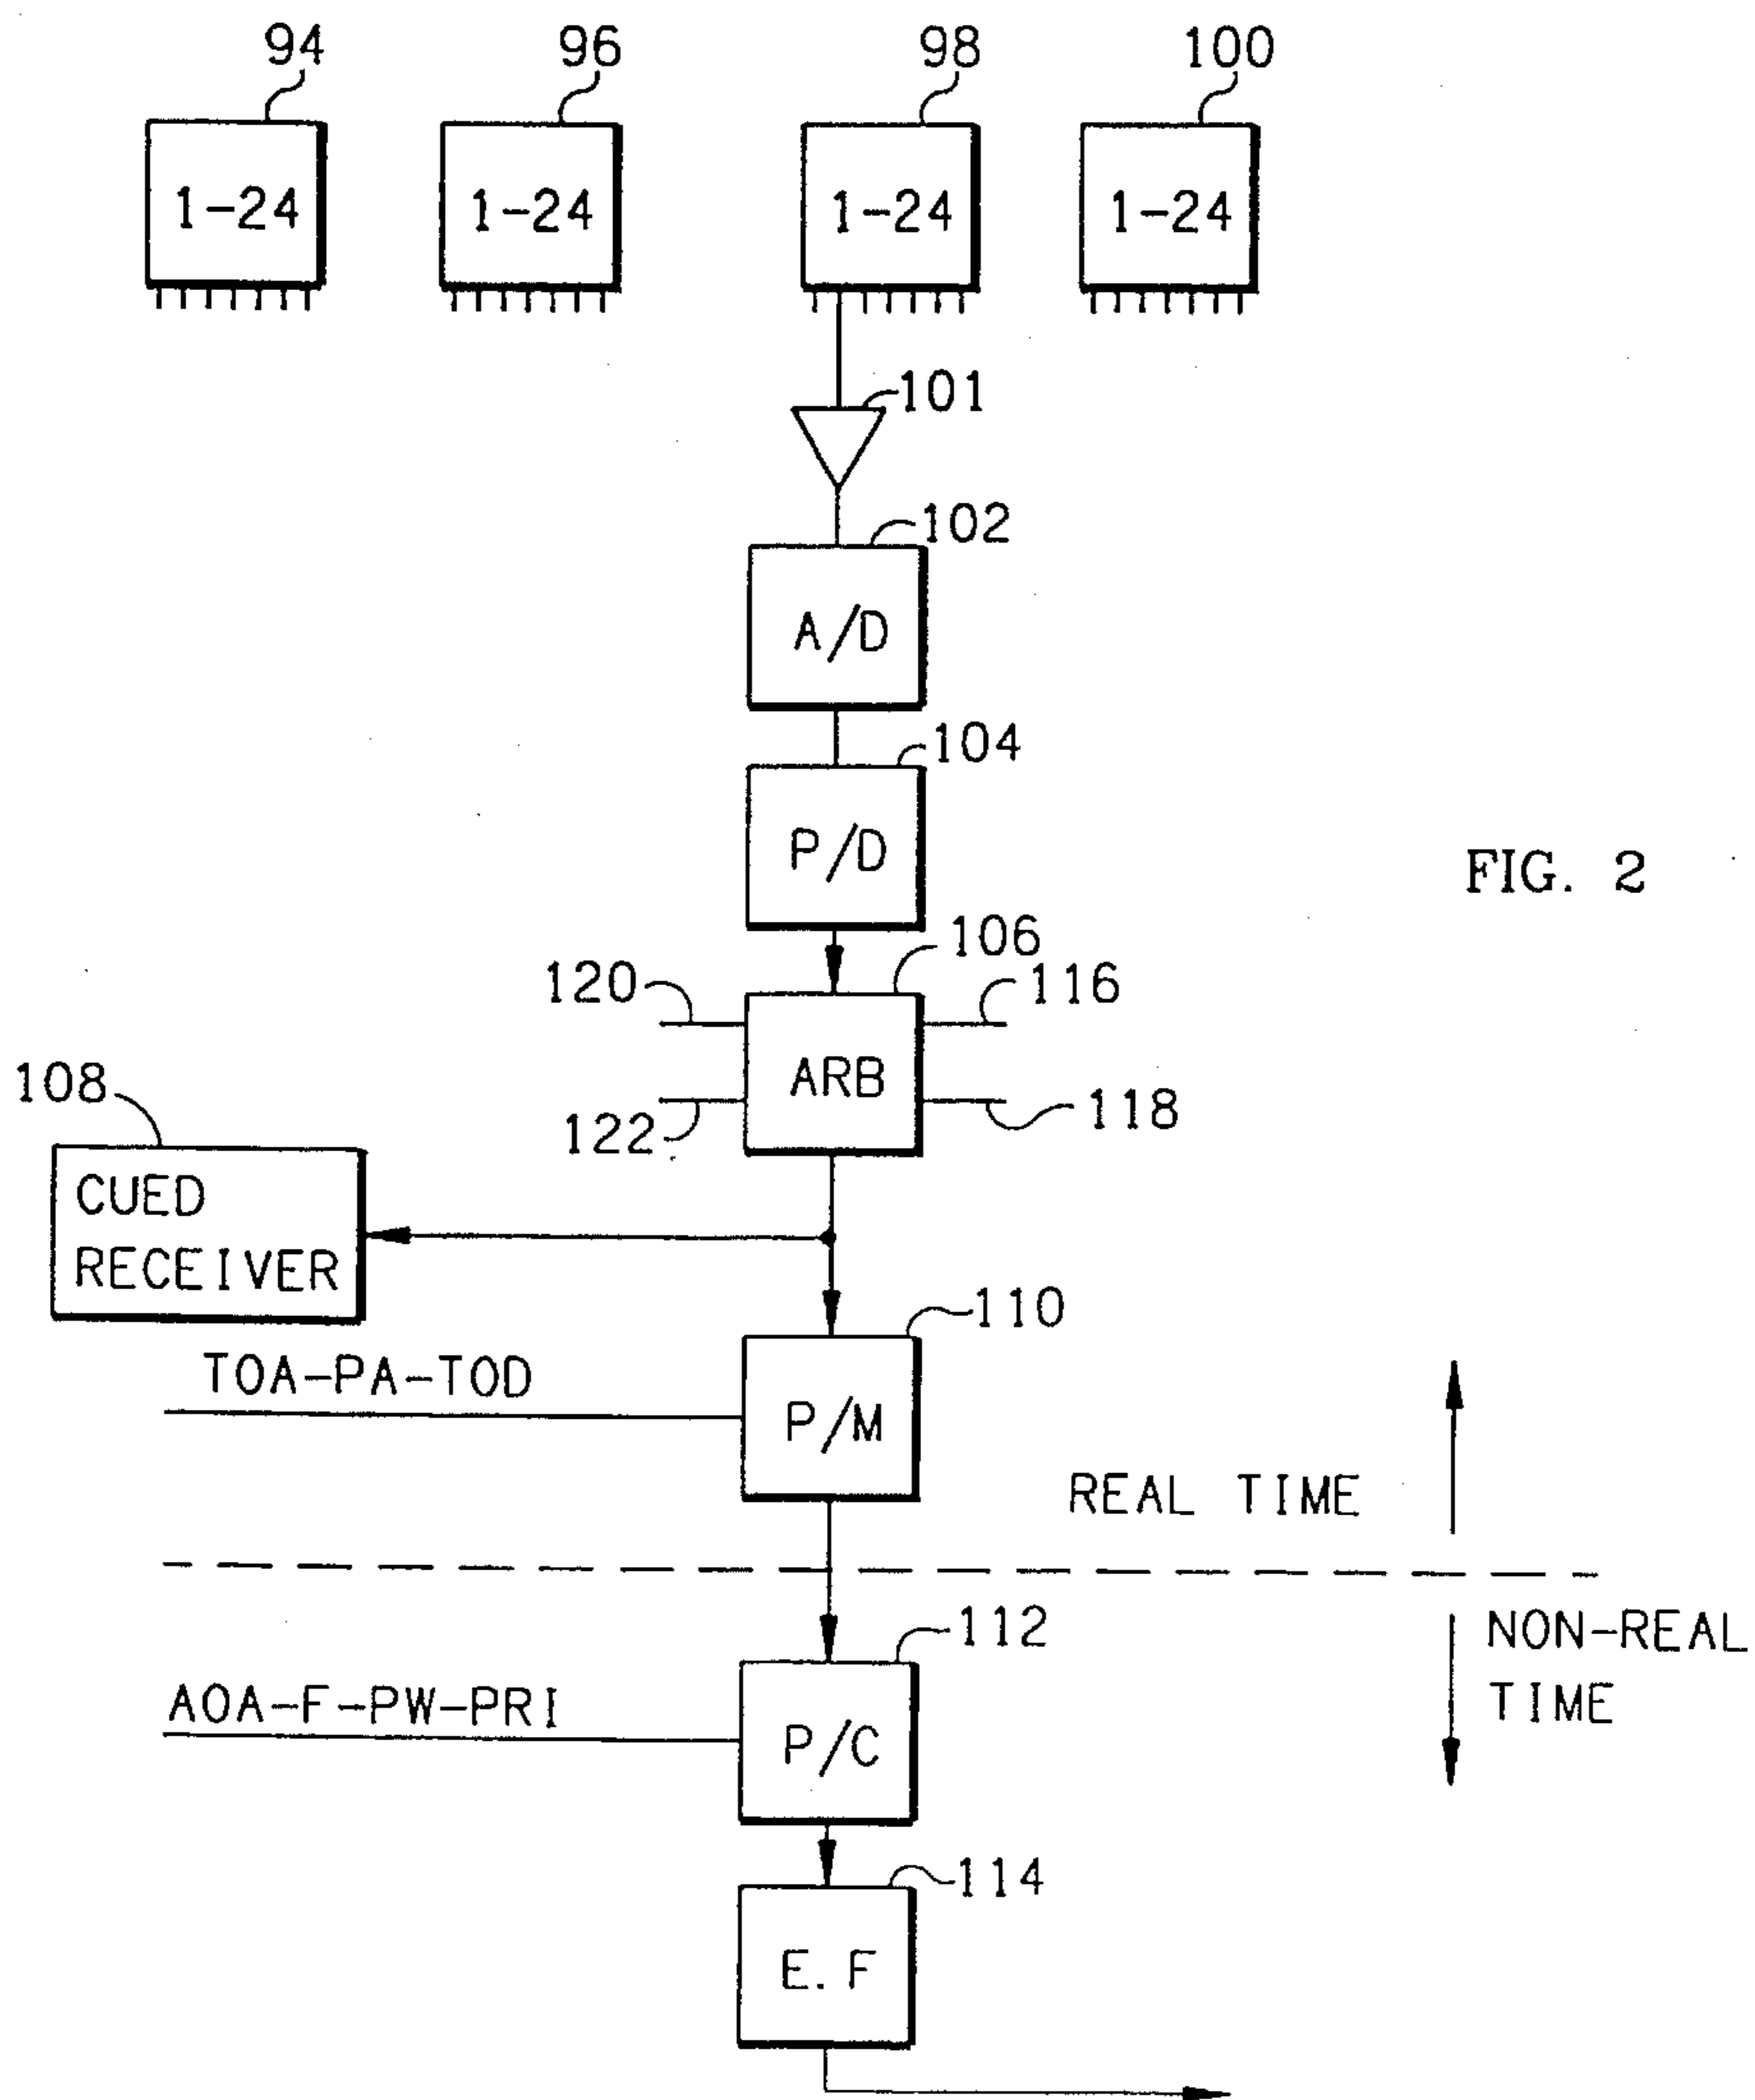 94 96 98 100
1-24 1-24 1-24 1-24
101
102
A/D
104
P/D
FIG. 2
106
120 116
ARB
108
122 118
CUED
RECEIVER
110
TOA-PA-TOD
P/M
REAL TIME
112
NON-REAL
TIME
AOA-F-PW-PRI
P/C
114
E.F